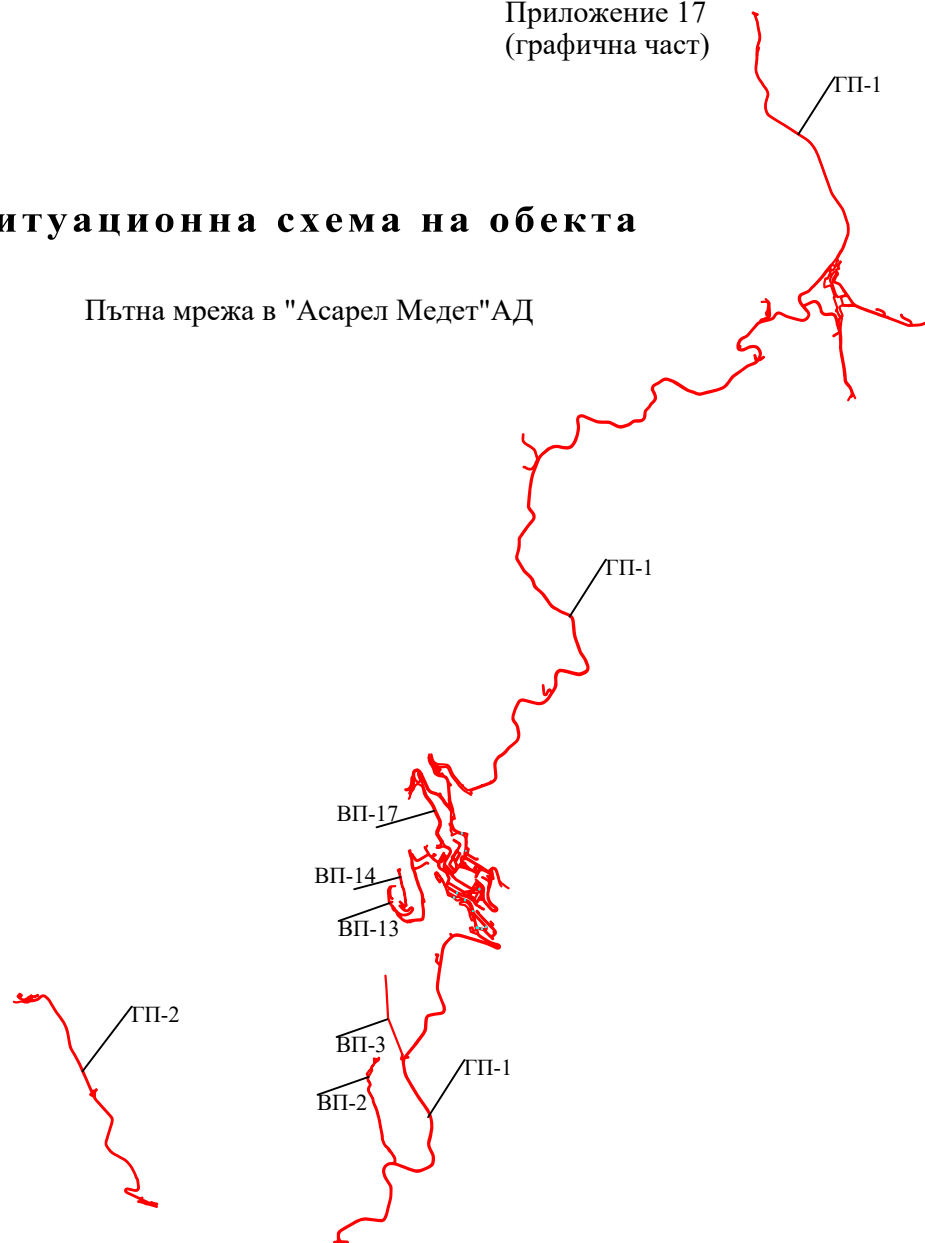 Приложение 17
(графична част)
ГП-1
итуационна схема на обекта
Пътна мрежа в "Асарел Медет"АД
ГП-1
ВП-17
ВП-14
ВП-13
ГП-2
ВП-3
ГП-1
ВП-2